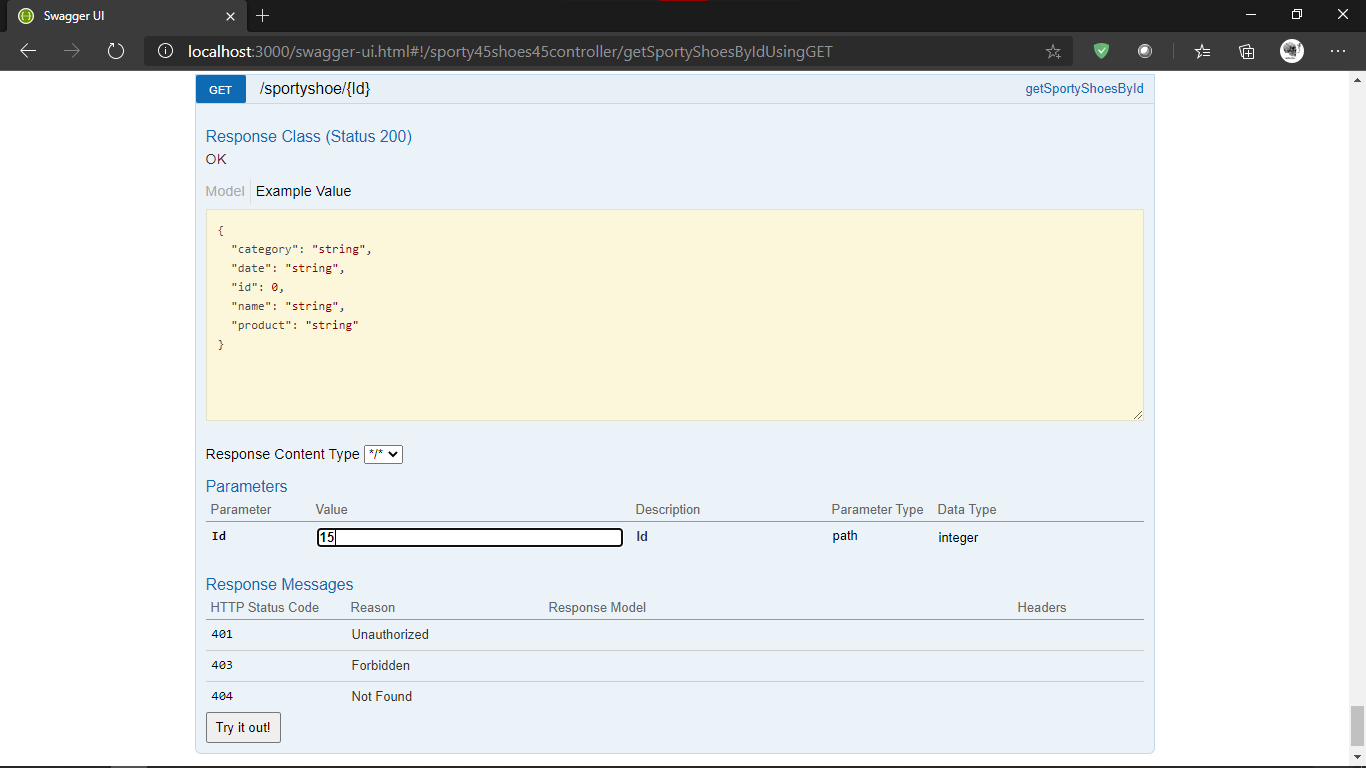 Swagger UI
localhost:3000/swagger-ui.html#!/sporty45shoes45controller/getSportyShoesByIdUsingGET
GET /sportyshoe/{Id} getSportyShoesById
Response Class (Status 200)
OK
Model Example Value
{
"category": "string",
"date": "string",
"id": 0,
"name": "string",
"product": "string"
}
Response Content Type */*
Parameters
Parameter Value Description Parameter Type Data Type
Id 15 Id path integer
Response Messages
HTTP Status Code Reason Response Model Headers
401 Unauthorized
403 Forbidden
404 Not Found
Try it out!